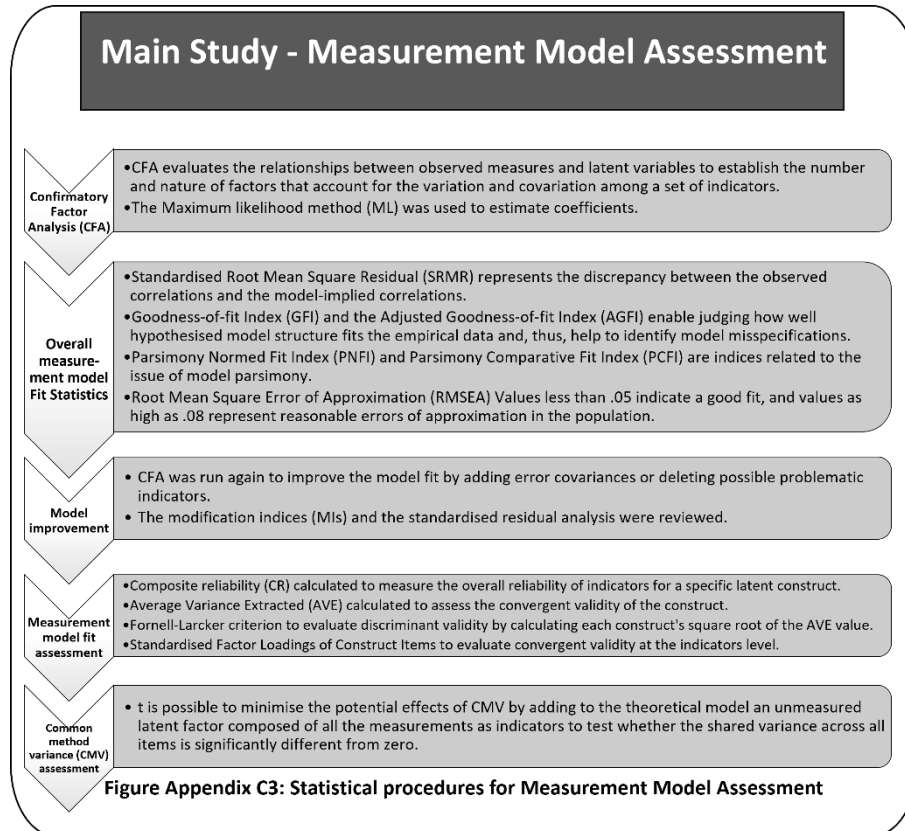 Main Study - Measurement Model Assessment
Confirmatory
Factor
Analysis (CFA)
•CFA evaluates the relationships between observed measures and latent variables to establish the number
and nature of factors that account for the variation and covariation among a set of indicators.
•The Maximum likelihood method (ML) was used to estimate coefficients.
Overall
measure-
ment model
Fit Statistics
•Standardised Root Mean Square Residual (SRMR) represents the discrepancy between the observed
correlations and the model-implied correlations.
•Goodness-of-fit Index (GFI) and the Adjusted Goodness-of-fit Index (AGFI) enable judging how well
hypothesised model structure fits the empirical data and, thus, help to identify model misspecifications.
•Parsimony Normed Fit Index (PNFI) and Parsimony Comparative Fit Index (PCFI) are indices related to the
issue of model parsimony.
•Root Mean Square Error of Approximation (RMSEA) Values less than .05 indicate a good fit, and values as
high as .08 represent reasonable errors of approximation in the population.
Model
improvement
• CFA was run again to improve the model fit by adding error covariances or deleting possible problematic
indicators.
• The modification indices (MIs) and the standardised residual analysis were reviewed.
Measurement
model fit
assessment
•Composite reliability (CR) calculated to measure the overall reliability of indicators for a specific latent construct.
•Average Variance Extracted (AVE) calculated to assess the convergent validity of the construct.
•Fornell-Larcker criterion to evaluate discriminant validity by calculating each construct's square root of the AVE value.
•Standardised Factor Loadings of Construct Items to evaluate convergent validity at the indicators level.
Common
method
variance (CMV)
assessment
• t is possible to minimise the potential effects of CMV by adding to the theoretical model an unmeasured
latent factor composed of all the measurements as indicators to test whether the shared variance across all
items is significantly different from zero.
Figure Appendix C3: Statistical procedures for Measurement Model Assessment